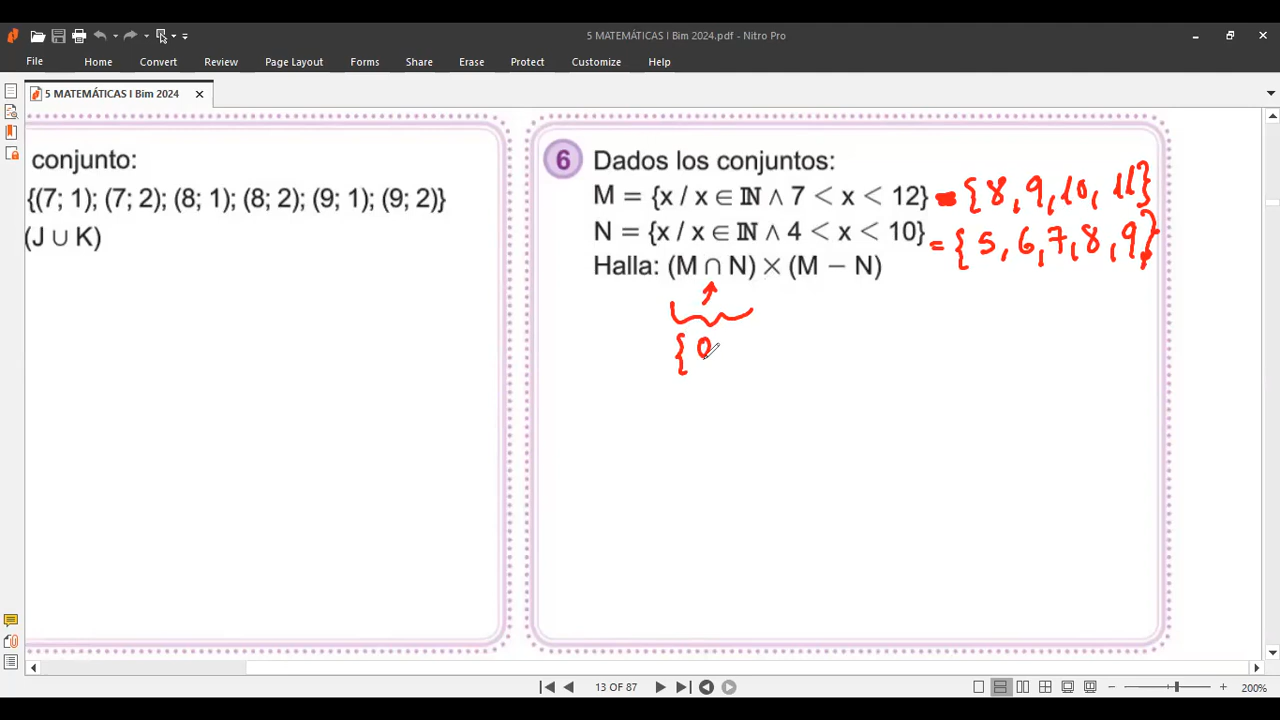 5 MATEMÁTICAS I Bim 2024.pdf - Nitro Pro
File Home Convert Review Page Layout Forms Share Erase Protect Customize Help
5 MATEMÁTICAS I Bim 2024
conjunto:
{(7; 1); (7; 2); (8; 1); (8; 2); (9; 1); (9; 2)}
(J ∪ K)
6 Dados los conjuntos:
M = {x / x ∈ ℕ ∧ 7 < x < 12} = {8, 9, 10, 11}
N = {x / x ∈ ℕ ∧ 4 < x < 10} = {5, 6, 7, 8, 9}
Halla: (M ∩ N) × (M − N)
{
13 OF 87
200%